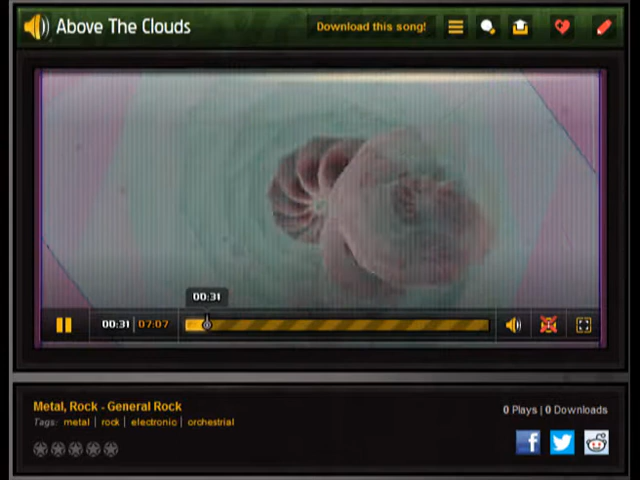 Above The Clouds
Download this song!
00:31
00:31 | 07:07
Metal, Rock - General Rock
Tags: metal | rock | electronic | orchestrial
0 Plays | 0 Downloads